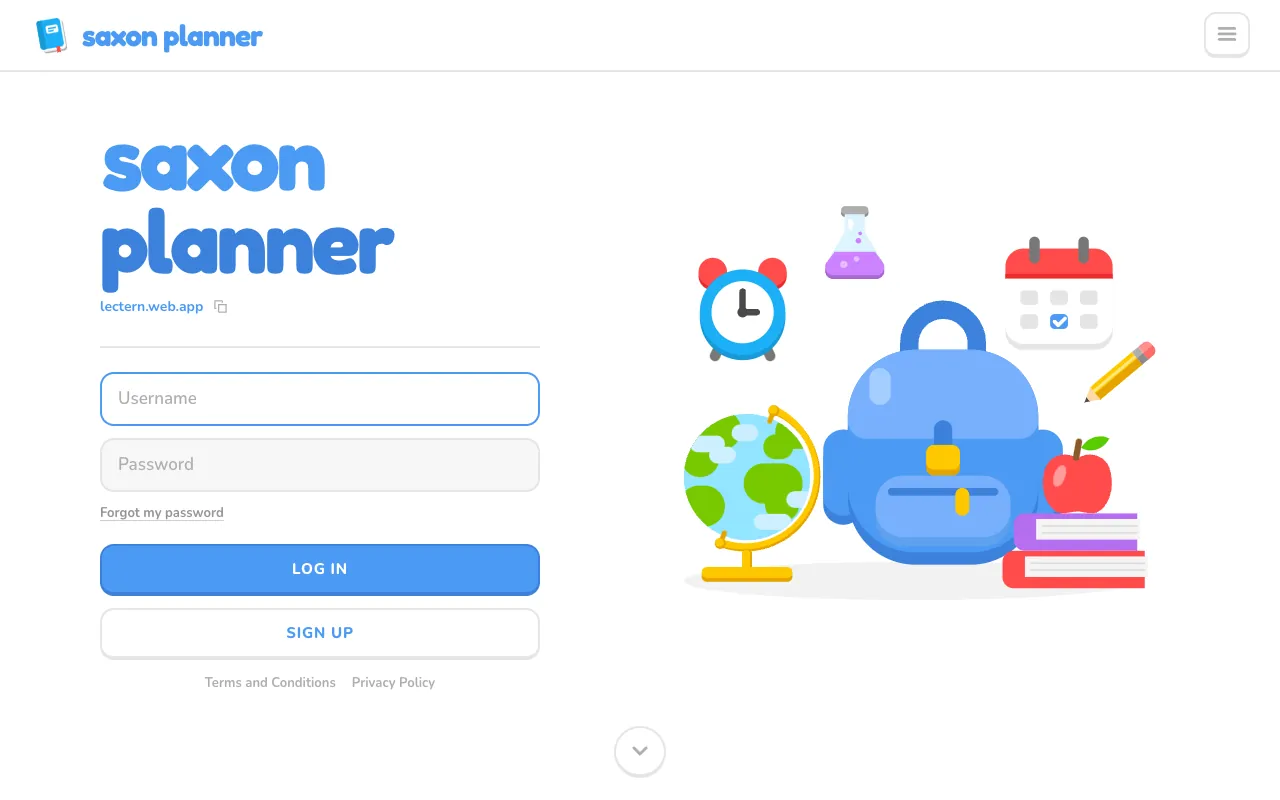 saxon planner
saxon
planner
lectern.web.app
Username
Password
Forgot my password
LOG IN
SIGN UP
Terms and Conditions Privacy Policy